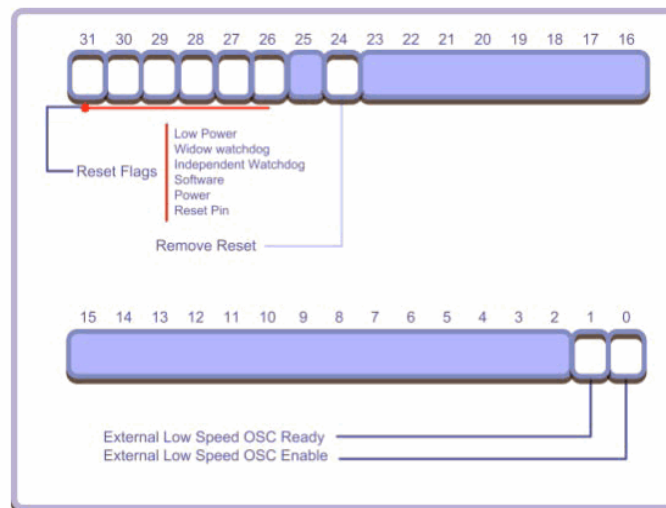 31 30 29 28 27 26 25 24 23 22 21 20 19 18 17 16
Low Power
Widow watchdog
Independent Watchdog
Reset Flags
Software
Power
Reset Pin
Remove Reset
15 14 13 12 11 10 9 8 7 6 5 4 3 2 1 0
External Low Speed OSC Ready
External Low Speed OSC Enable